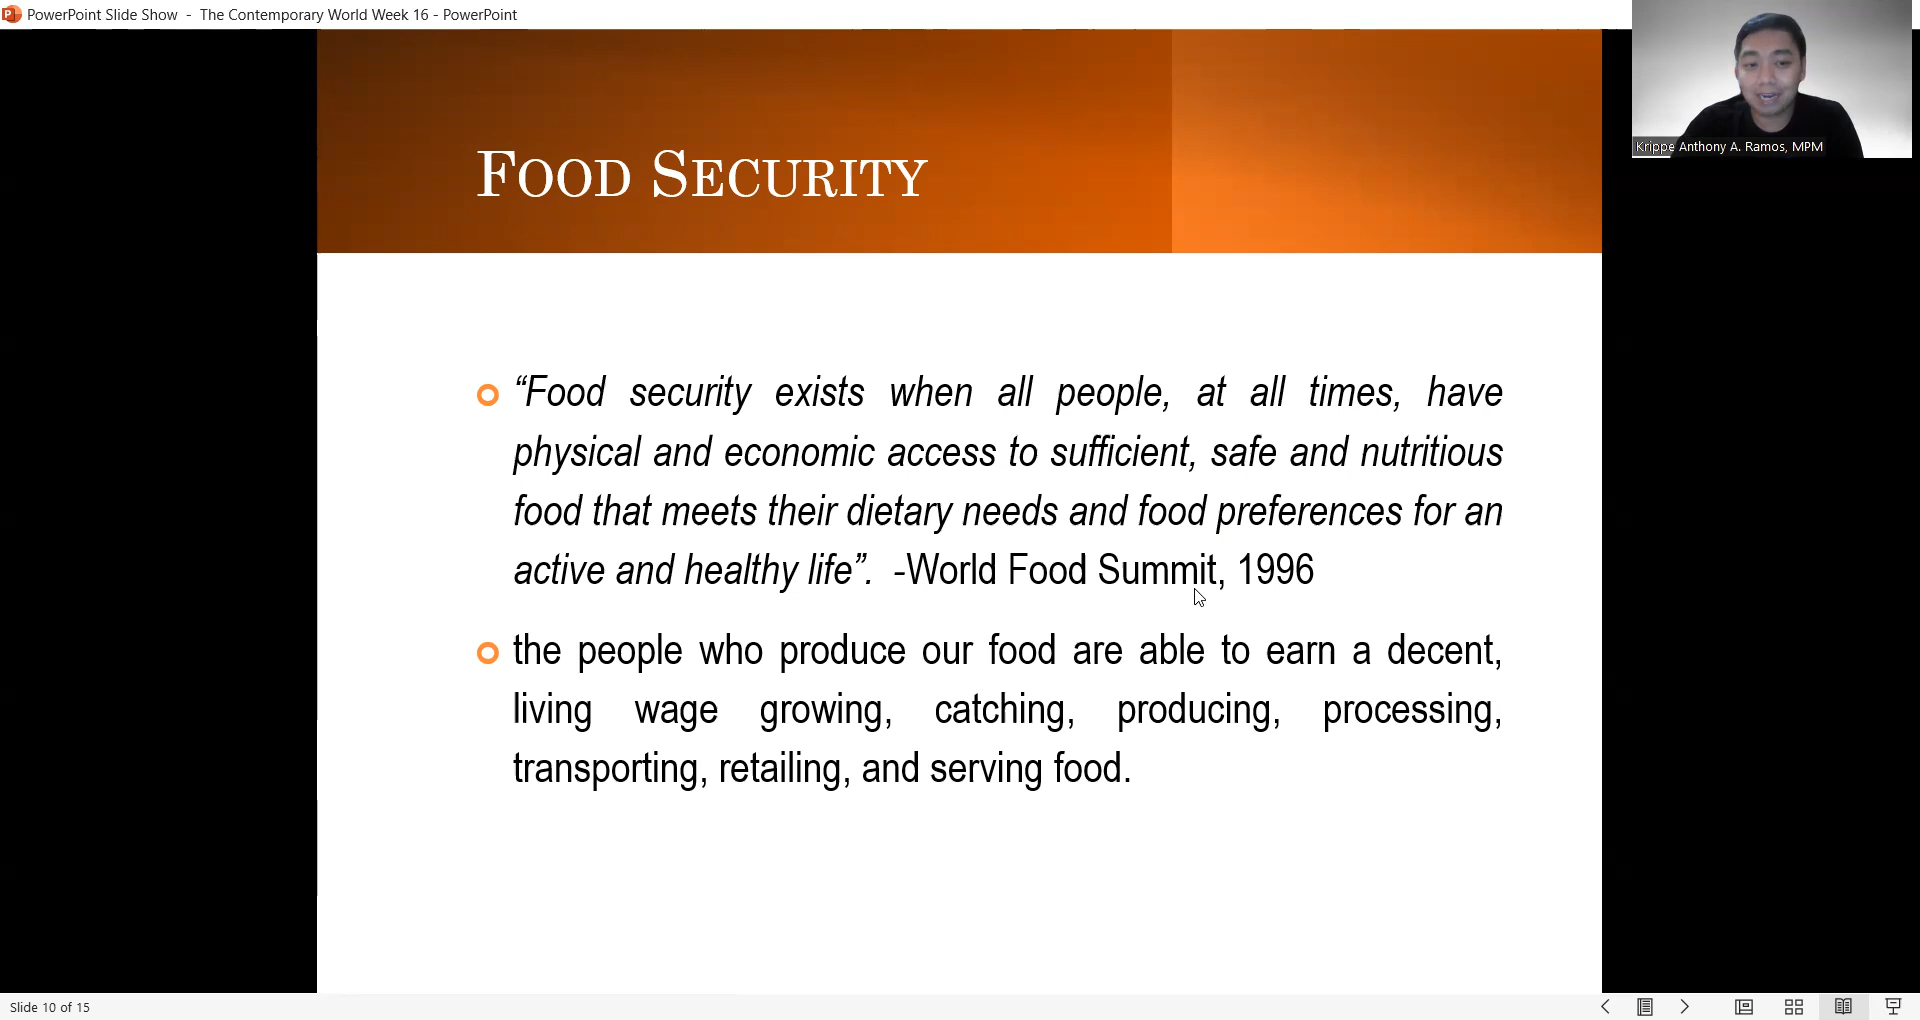 PowerPoint Slide Show - The Contemporary World Week 16 - PowerPoint
Krippe Anthony A. Ramos, MPM
FOOD SECURITY
“Food security exists when all people, at all times, have
physical and economic access to sufficient, safe and nutritious
food that meets their dietary needs and food preferences for an
active and healthy life”. -World Food Summit, 1996
the people who produce our food are able to earn a decent,
living wage growing, catching, producing, processing,
transporting, retailing, and serving food.
Slide 10 of 15